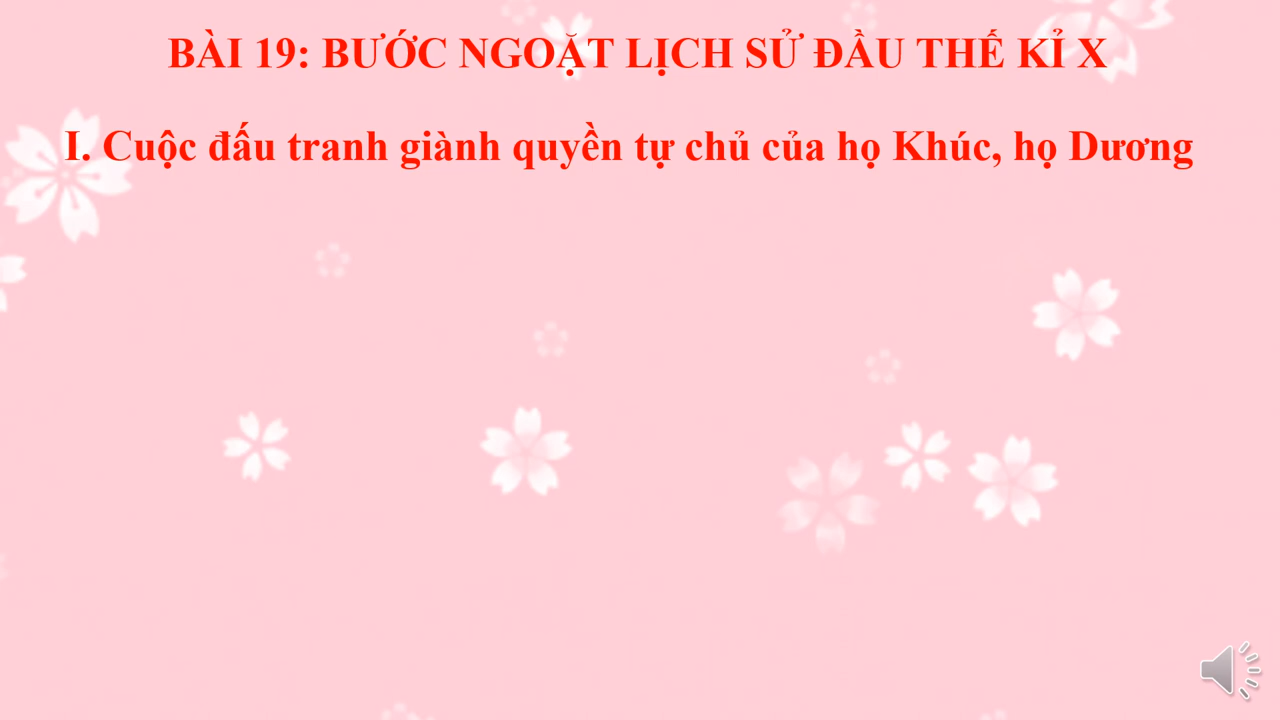 BÀI 19: BƯỚC NGOẶT LỊCH SỬ ĐẦU THẾ KỈ X
I. Cuộc đấu tranh giành quyền tự chủ của họ Khúc, họ Dương